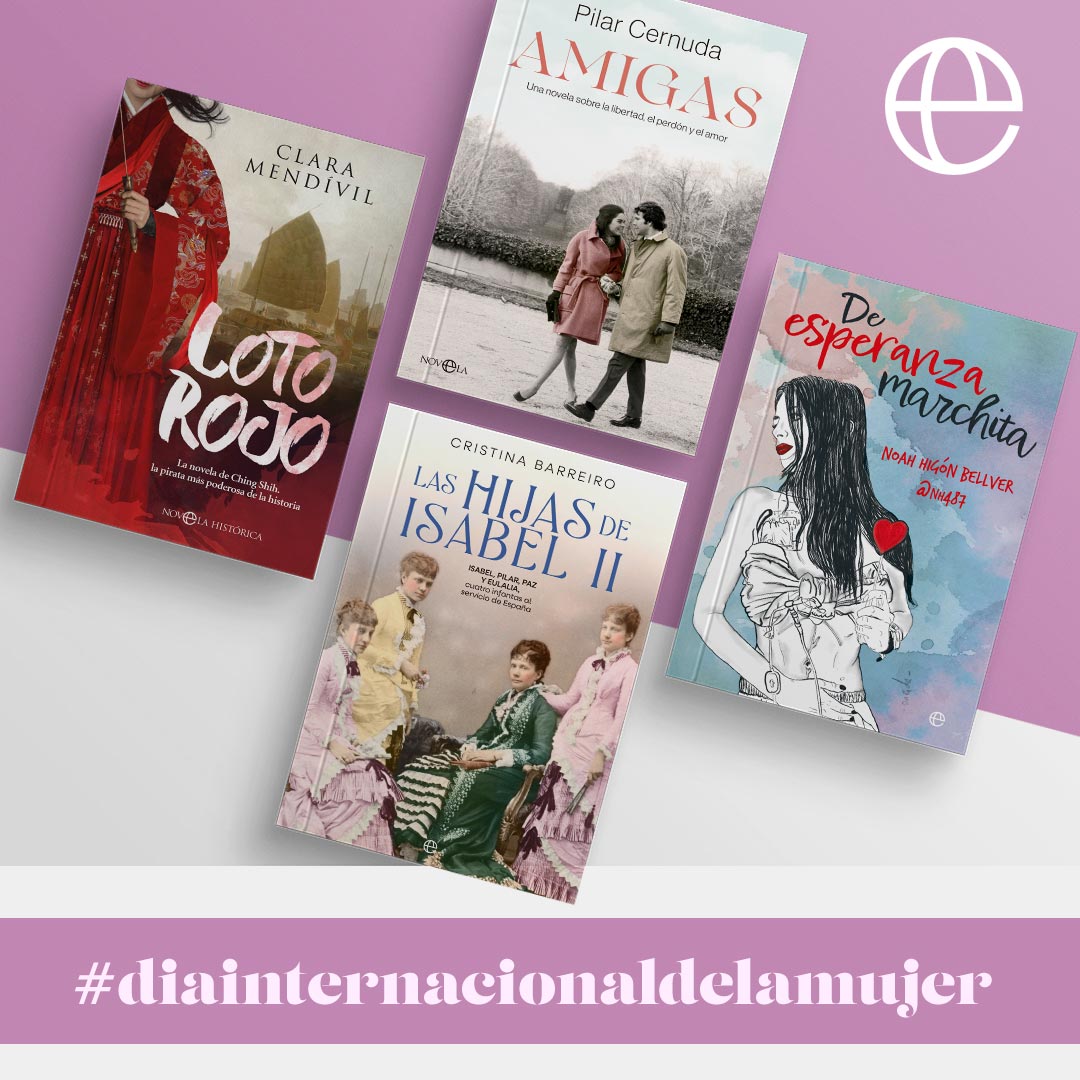 CLARA
MENDÍVIL
LOTO
ROJO
La novela de Ching Shih,
la pirata más poderosa de la historia
NOVELA HISTÓRICA
Pilar Cernuda
AMIGAS
Una novela sobre la libertad, el perdón y el amor
NOVELA
CRISTINA BARREIRO
LAS HIJAS DE
ISABEL II
ISABEL, PILAR, PAZ
Y EULALIA,
cuatro infantas al
servicio de España
De
esperanza
marchita
NOAH HIGÓN BELLVER
@NH487
#diainternacionaldelamujer